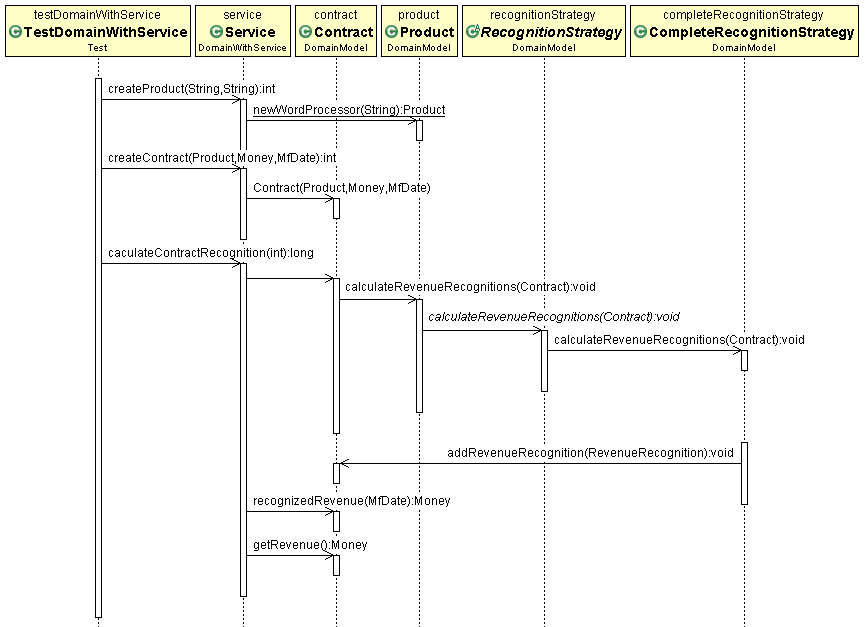 testDomainWithService
TestDomainWithService
Test
service
Service
DomainWithService
contract
Contract
DomainModel
product
Product
DomainModel
recognitionStrategy
RecognitionStrategy
DomainModel
completeRecognitionStrategy
CompleteRecognitionStrategy
DomainModel
createProduct(String,String):int
newWordProcessor(String):Product
createContract(Product,Money,MfDate):int
Contract(Product,Money,MfDate)
caculateContractRecognition(int):long
calculateRevenueRecognitions(Contract):void
calculateRevenueRecognitions(Contract):void
calculateRevenueRecognitions(Contract):void
addRevenueRecognition(RevenueRecognition):void
recognizedRevenue(MfDate):Money
getRevenue():Money